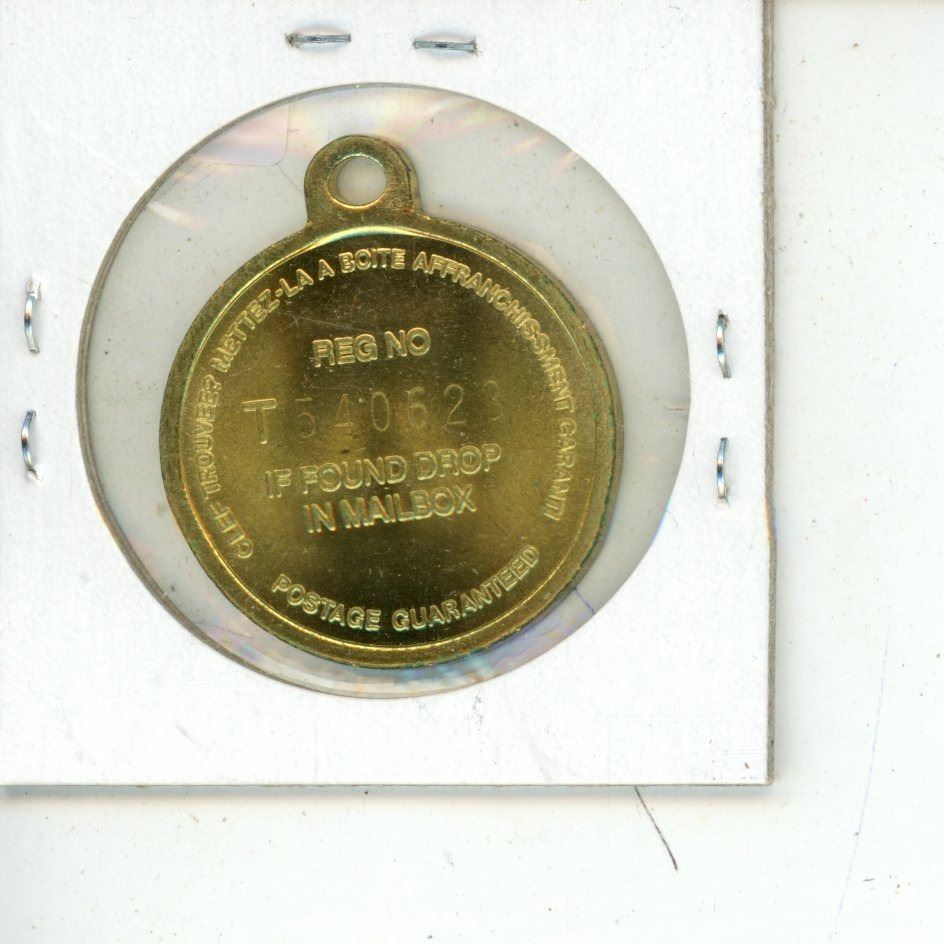 CLEF TROUVEE? METTEZ-LA A BOITE AFFRANCHISSMENT GARANTI
REG NO
T540623
IF FOUND DROP
IN MAILBOX
POSTAGE GUARANTEED